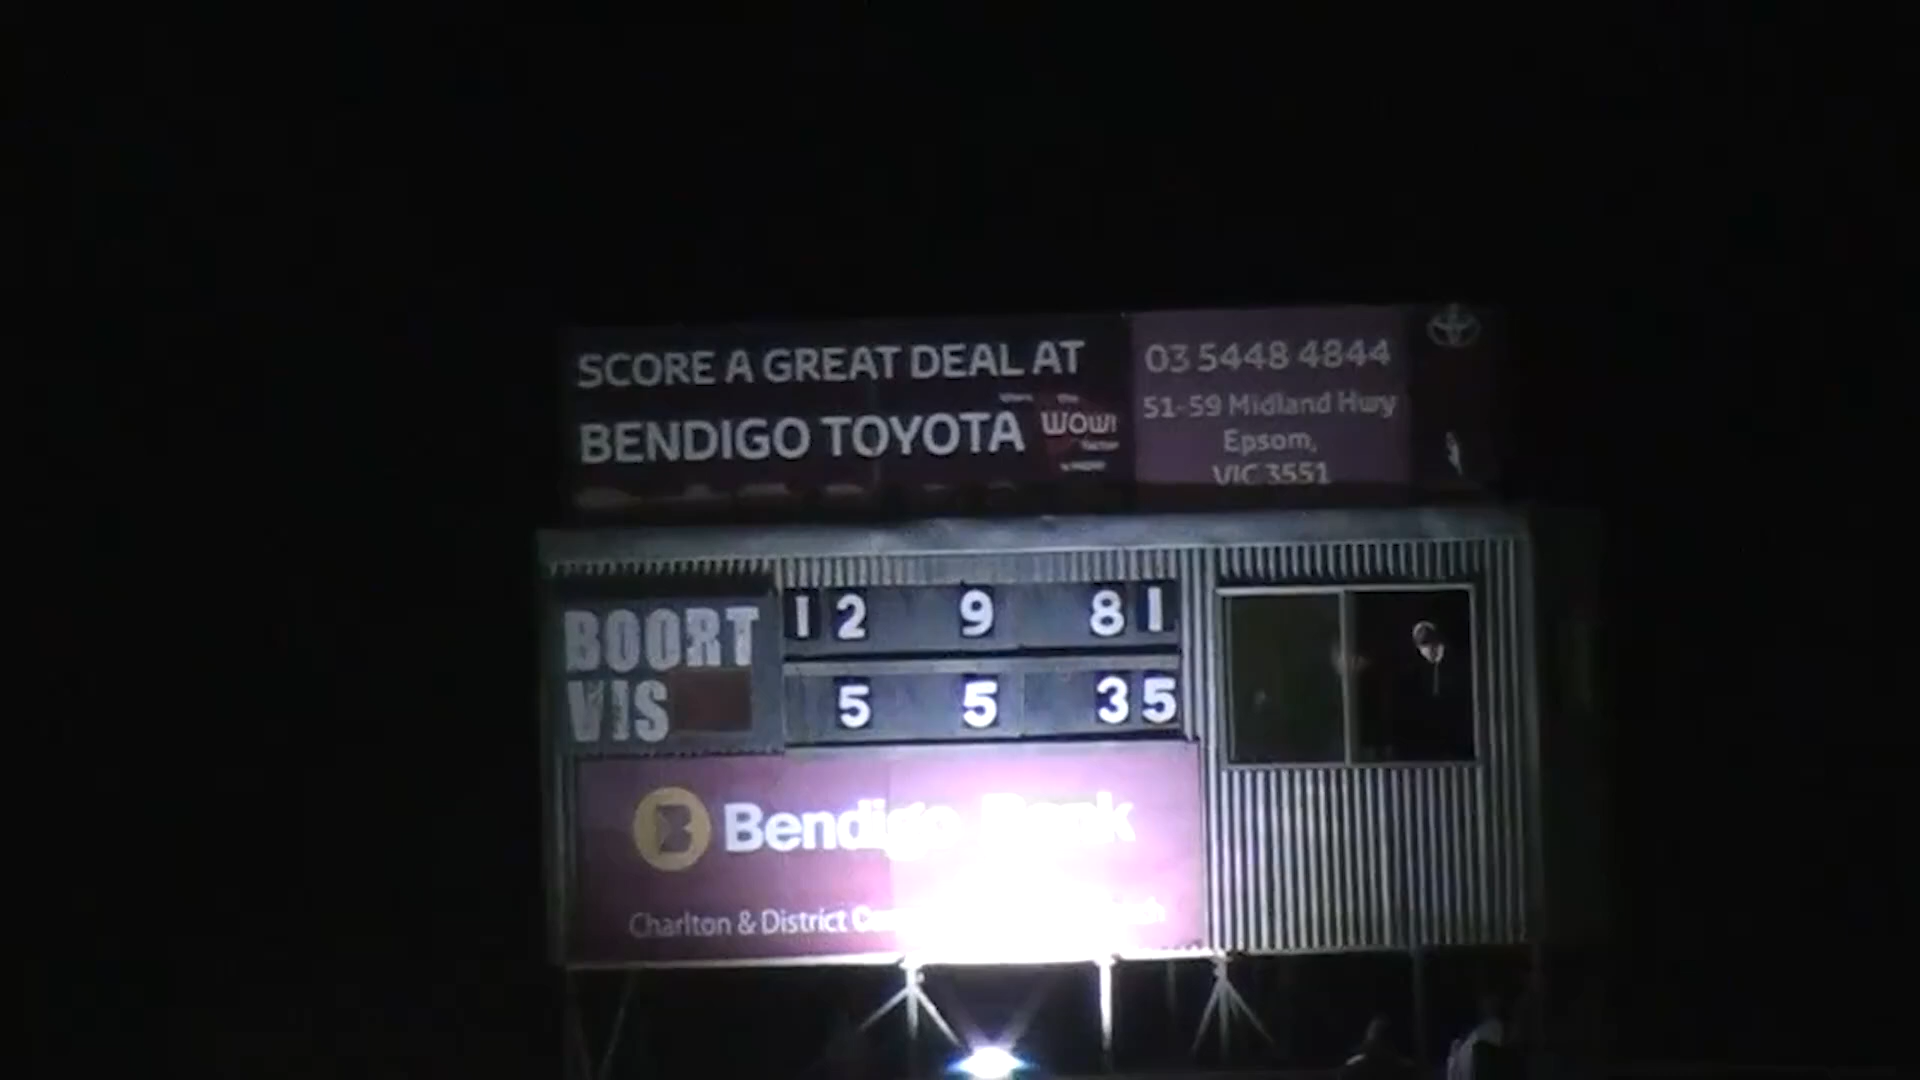 SCORE A GREAT DEAL AT
BENDIGO TOYOTA
WOW!
03 5448 4844
51-59 Midland Hwy
Epsom,
VIC 3551
BOORT 12 9 81
VIS 5 5 35
Bendigo Bank
Charlton & District